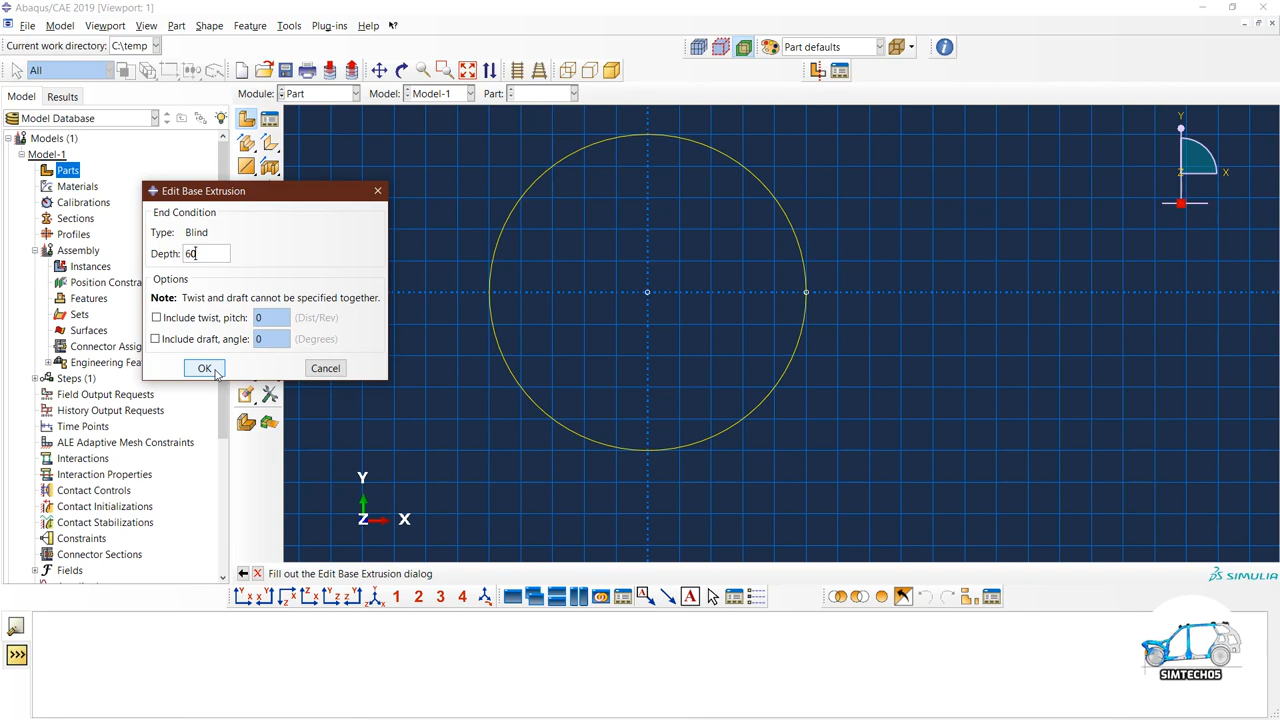 Abaqus/CAE 2019 [Viewport: 1]
File Model Viewport View Part Shape Feature Tools Plug-ins Help
Current work directory: C:\temp
Part defaults
All
Model Results
Module: Part Model: Model-1 Part:
Model Database
Models (1)
Model-1
Parts
Materials
Calibrations
Sections
Profiles
Assembly
Instances
Position Constra
Features
Sets
Surfaces
Connector Assig
Engineering Fea
Steps (1)
Field Output Requests
History Output Requests
Time Points
ALE Adaptive Mesh Constraints
Interactions
Interaction Properties
Contact Controls
Contact Initializations
Contact Stabilizations
Constraints
Connector Sections
Fields
Edit Base Extrusion
End Condition
Type: Blind
Depth: 60
Options
Note: Twist and draft cannot be specified together.
Include twist, pitch: 0 (Dist/Rev)
Include draft, angle: 0 (Degrees)
OK Cancel
Y
Z X
Y
Z X
Fill out the Edit Base Extrusion dialog
SIMULIA
1 2 3 4
A
>>>
SIMTECH05